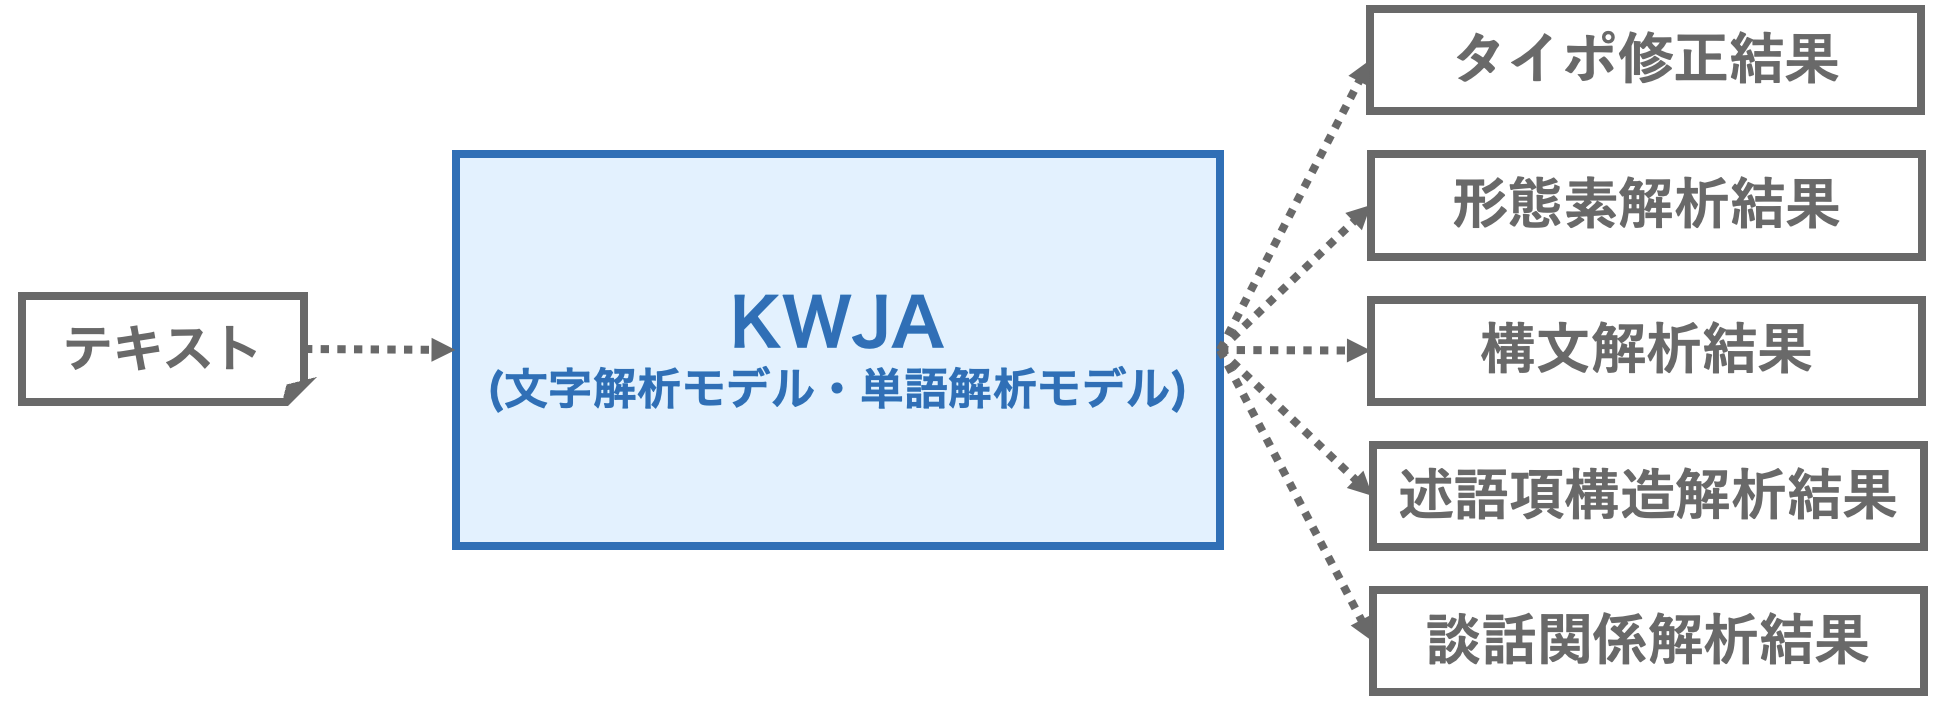 テキスト
KWJA
(文字解析モデル・単語解析モデル)
タイポ修正結果
形態素解析結果
構文解析結果
述語項構造解析結果
談話関係解析結果